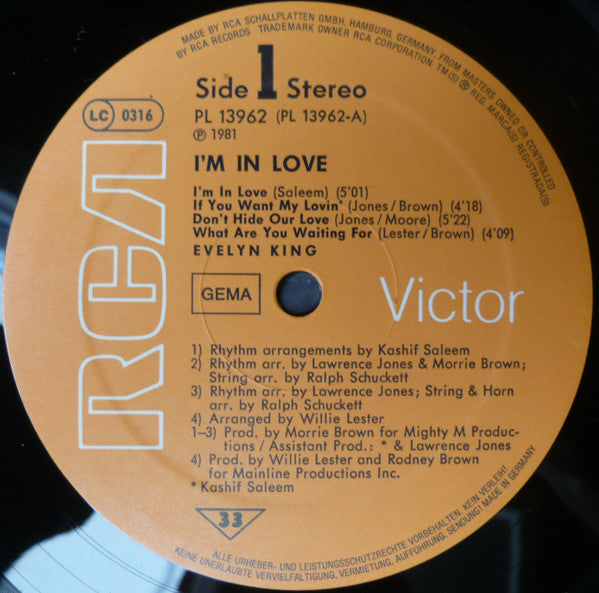 MADE BY RCA SCHALLPLATTEN GMBH, HAMBURG, GERMANY, FROM MASTERS OWNED OR CONTROLLED
BY RCA RECORDS TRADEMARK OWNER RCA CORPORATION. TM(S) ® REG. MARCA(S) REGISTRADA(S)
Side 1 Stereo
LC 0316
PL 13962 (PL 13962-A)
℗ 1981
I'M IN LOVE
I'm In Love (Saleem) (5'01)
If You Want My Lovin' (Jones/Brown) (4'18)
Don't Hide Our Love (Jones/Moore) (5'22)
What Are You Waiting For (Lester/Brown) (4'09)
EVELYN KING
RCA
GEMA
Victor
1) Rhythm arrangements by Kashif Saleem
2) Rhythm arr. by Lawrence Jones & Morrie Brown;
String arr. by Ralph Schuckett
3) Rhythm arr. by Lawrence Jones; String & Horn
arr. by Ralph Schuckett
4) Arranged by Willie Lester
1–3) Prod. by Morrie Brown for Mighty M Produc-
tions / Assistant Prod.: * & Lawrence Jones
4) Prod. by Willie Lester and Rodney Brown
for Mainline Productions Inc.
* Kashif Saleem
33
ALLE URHEBER- UND LEISTUNGSSCHUTZRECHTE VORBEHALTEN. KEIN VERLEIH!
KEINE UNERLAUBTE VERVIELFÄLTIGUNG, VERMIETUNG, AUFFÜHRUNG, SENDUNG! MADE IN GERMANY